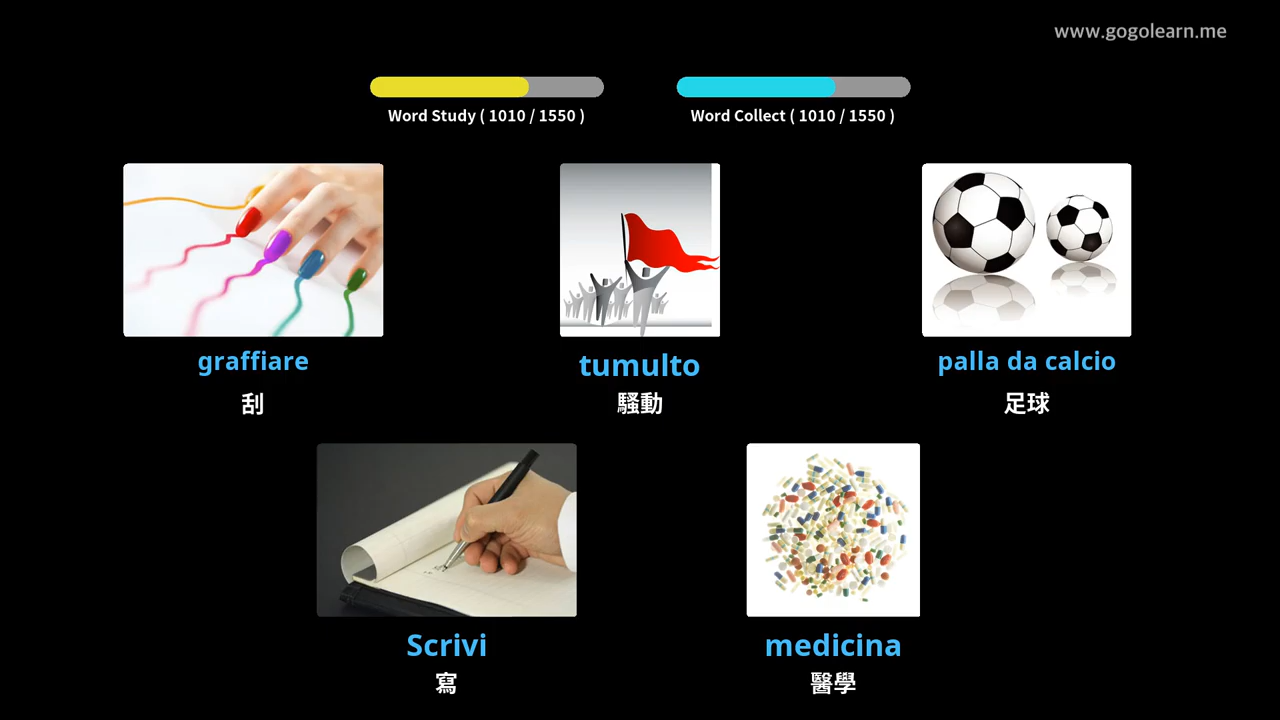 www.gogolearn.me
Word Study ( 1010 / 1550 )
Word Collect ( 1010 / 1550 )
graffiare
刮
tumulto
騷動
palla da calcio
足球
Scrivi
寫
medicina
醫學